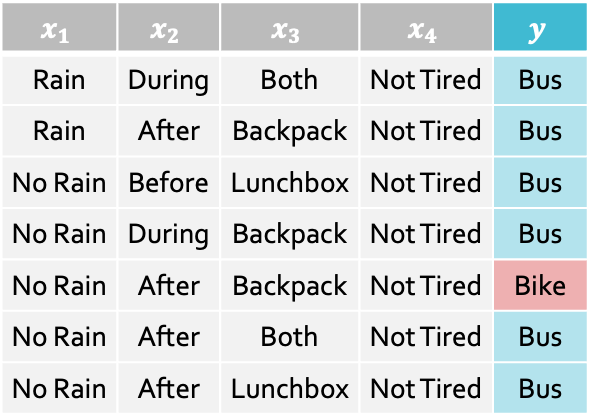 x₁ x₂ x₃ x₄ y
Rain During Both Not Tired Bus
Rain After Backpack Not Tired Bus
No Rain Before Lunchbox Not Tired Bus
No Rain During Backpack Not Tired Bus
No Rain After Backpack Not Tired Bike
No Rain After Both Not Tired Bus
No Rain After Lunchbox Not Tired Bus